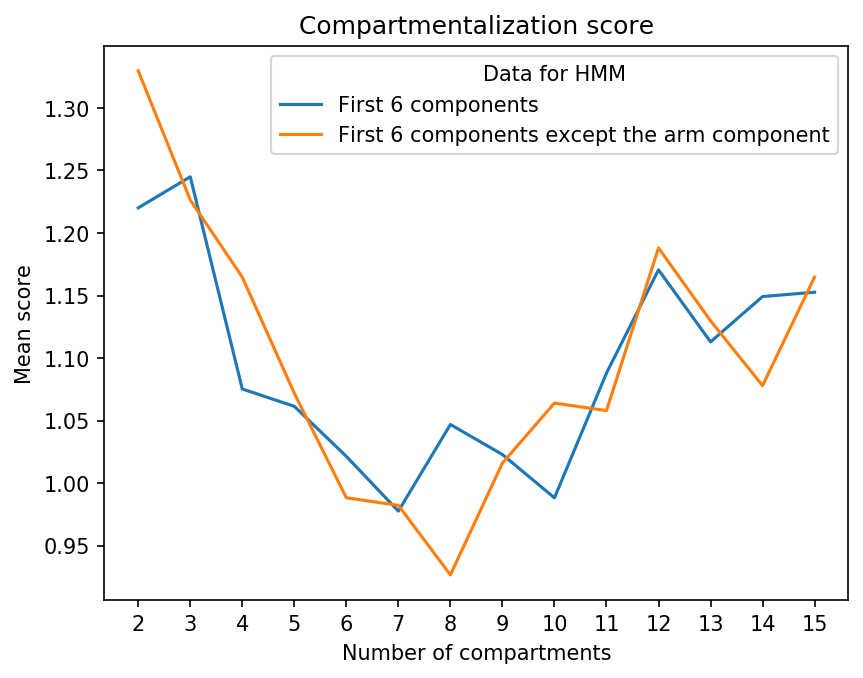 Compartmentalization score
Data for HMM
First 6 components
First 6 components except the arm component
Mean score
1.30
1.25
1.20
1.15
1.10
1.05
1.00
0.95
2 3 4 5 6 7 8 9 10 11 12 13 14 15
Number of compartments